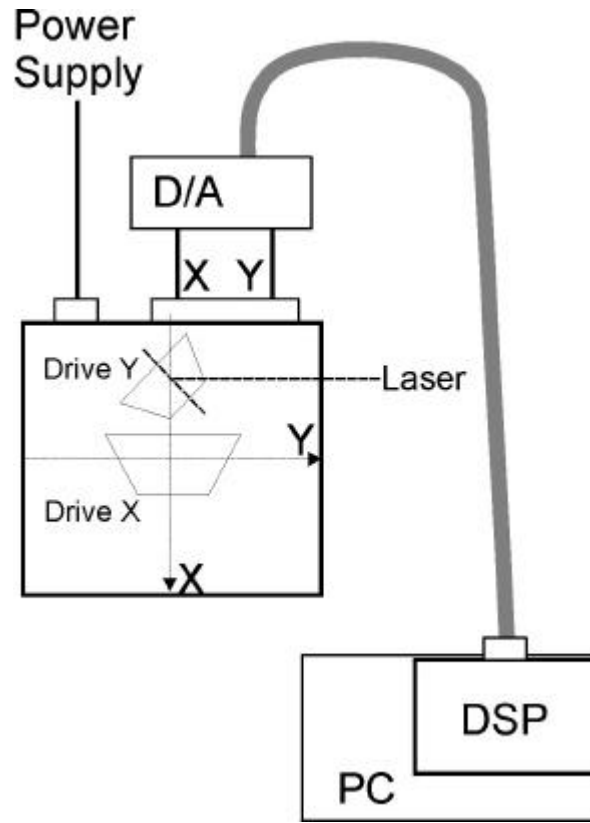 Power
Supply
D/A
X Y
Drive Y
Laser
Y
Drive X
X
DSP
PC